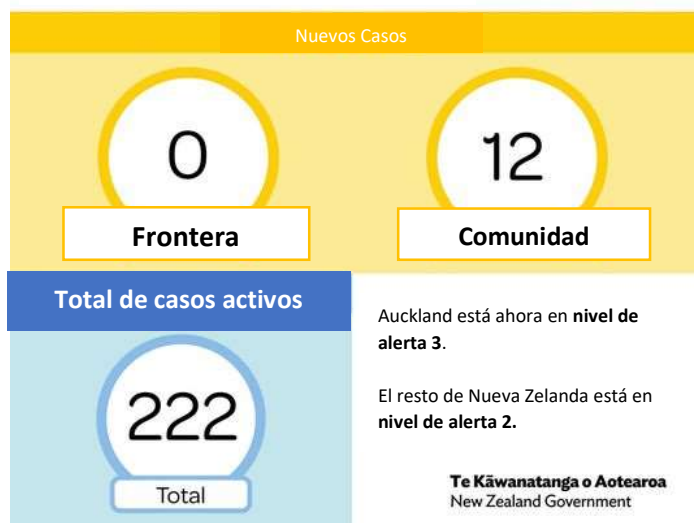 Nuevos Casos
0
12
Frontera
Comunidad
Total de casos activos
222
Total
Auckland está ahora en nivel de
alerta 3.
El resto de Nueva Zelanda está en
nivel de alerta 2.
Te Kāwanatanga o Aotearoa
New Zealand Government